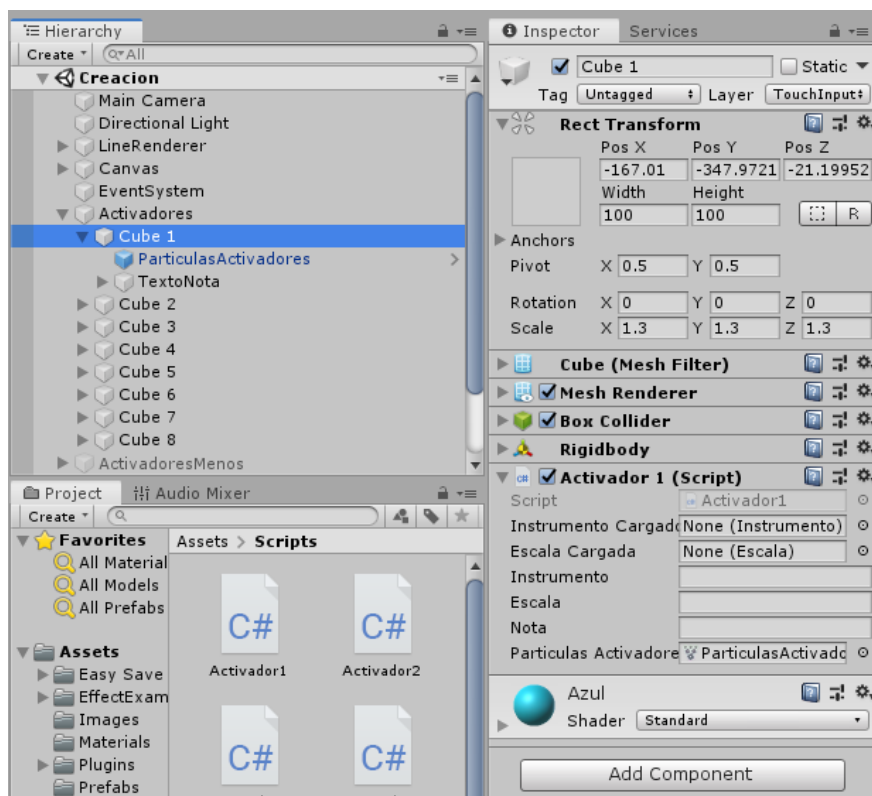 Hierarchy
Create
All
Creacion
Main Camera
Directional Light
LineRenderer
Canvas
EventSystem
Activadores
Cube 1
ParticulasActivadores
TextoNota
Cube 2
Cube 3
Cube 4
Cube 5
Cube 6
Cube 7
Cube 8
ActivadoresMenos
Project
Audio Mixer
Create
Favorites
All Material
All Models
All Prefabs
Assets
Easy Save
EffectExam
Images
Materials
Plugins
Prefabs
Assets > Scripts
C# C#
Activador1 Activador2
C# C#
Inspector Services
Cube 1 Static
Tag Untagged Layer TouchInput
Rect Transform
Pos X Pos Y Pos Z
-167.01 -347.9721 -21.19952
Width Height
100 100 R
Anchors
Pivot X 0.5 Y 0.5
Rotation X 0 Y 0 Z 0
Scale X 1.3 Y 1.3 Z 1.3
Cube (Mesh Filter)
Mesh Renderer
Box Collider
Rigidbody
Activador 1 (Script)
Script Activador1
Instrumento Cargado None (Instrumento)
Escala Cargada None (Escala)
Instrumento
Escala
Nota
Particulas Activadore ParticulasActivado
Azul
Shader Standard
Add Component